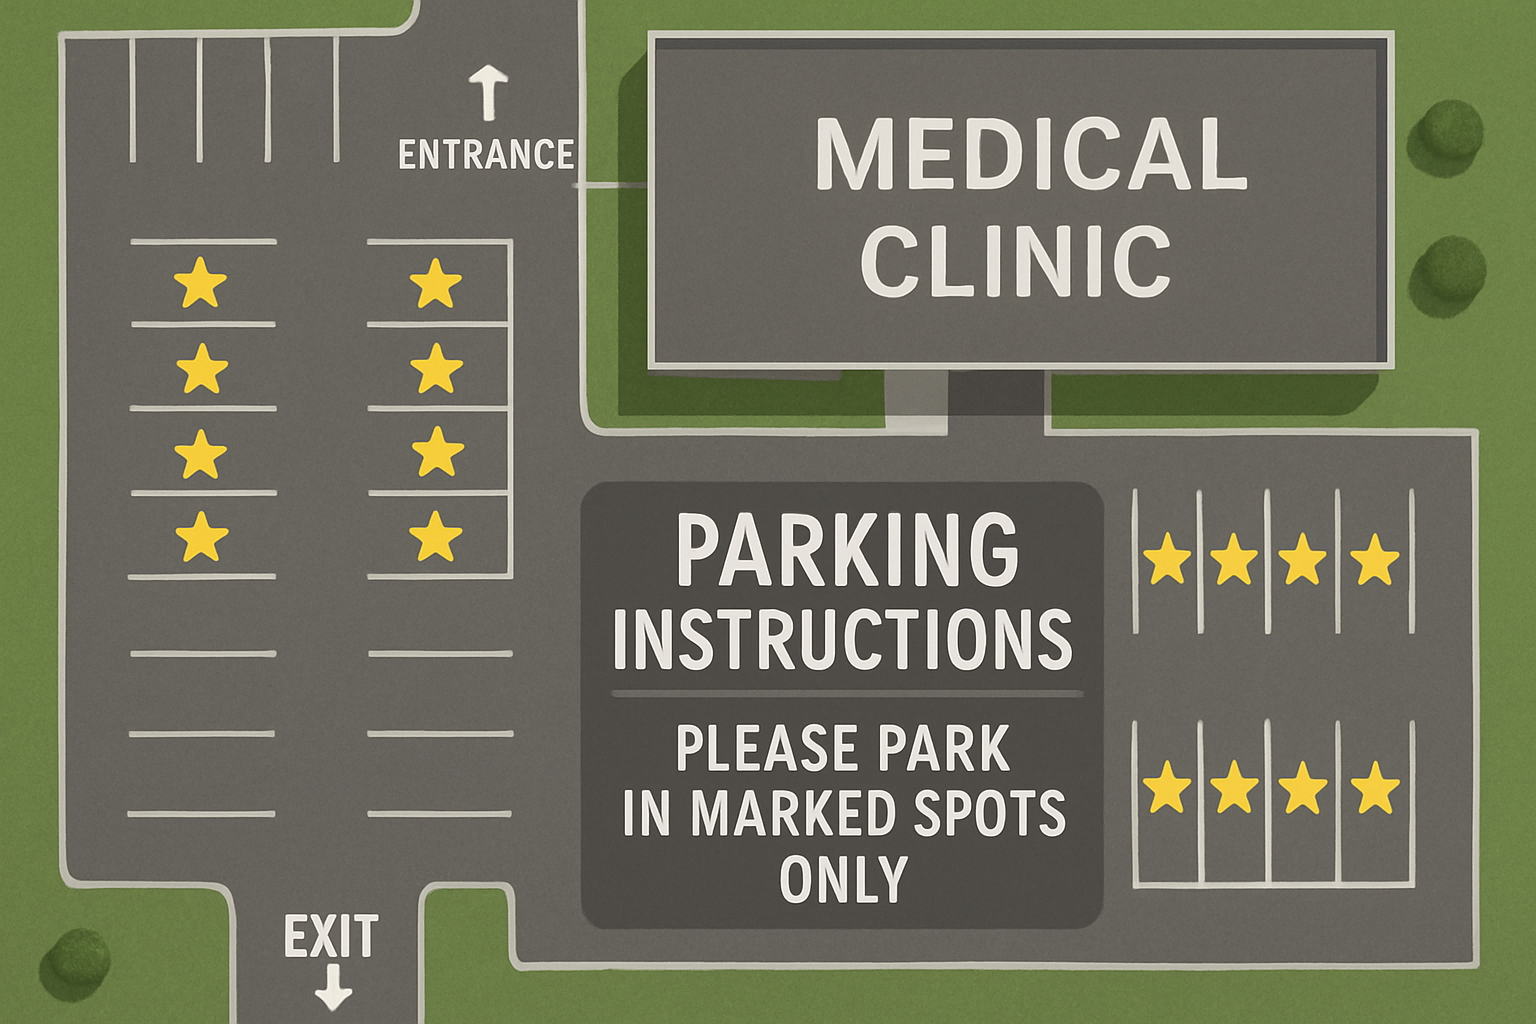 ENTRANCE
MEDICAL
CLINIC
PARKING
INSTRUCTIONS
PLEASE PARK
IN MARKED SPOTS
ONLY
EXIT